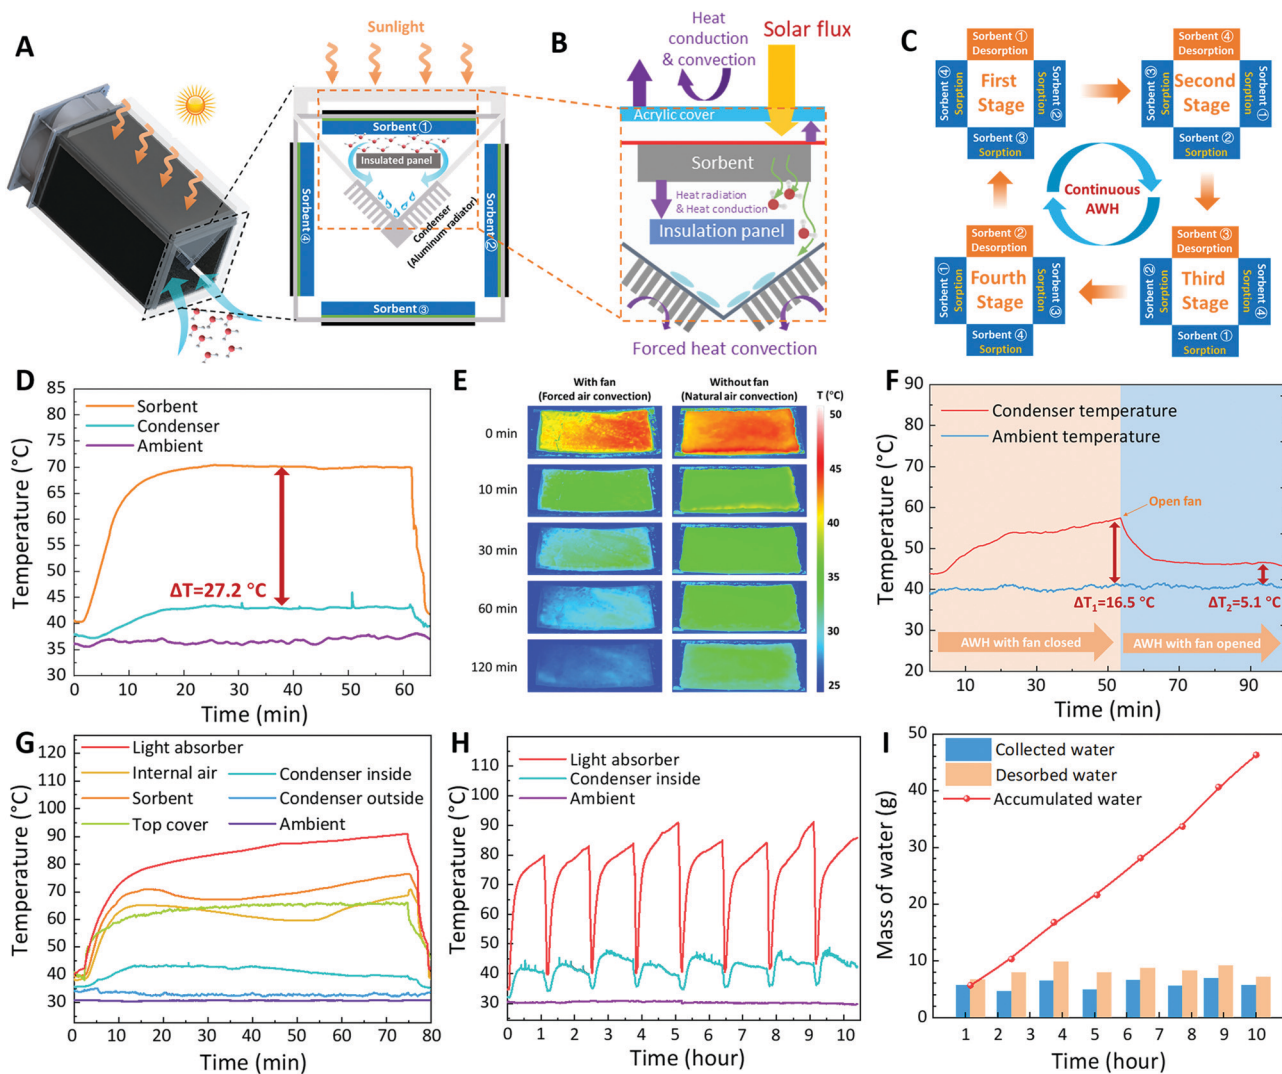 A
Sunlight
Sorbent ①
Insulated panel
Sorbent ④
Sorbent ②
Condenser
(Aluminum radiator)
Sorbent ③
B
Heat
conduction
& convection
Solar flux
Acrylic cover
Sorbent
Heat radiation
& Heat conduction
Insulation panel
Forced heat convection
C
Sorbent ①
Desorption
Sorbent ④
Sorption
First
Stage
Sorbent ②
Sorption
Sorbent ③
Sorption
Sorbent ④
Desorption
Sorbent ③
Sorption
Second
Stage
Sorbent ①
Sorption
Sorbent ②
Sorption
Continuous
AWH
Sorbent ②
Desorption
Sorbent ①
Sorption
Fourth
Stage
Sorbent ③
Sorption
Sorbent ④
Sorption
Sorbent ③
Desorption
Sorbent ②
Sorption
Third
Stage
Sorbent ④
Sorption
Sorbent ①
Sorption
D
Temperature (°C)
85
80
75
70
65
60
55
50
45
40
35
30
Sorbent
Condenser
Ambient
ΔT=27.2 °C
0 10 20 30 40 50 60
Time (min)
E
With fan
(Forced air convection)
Without fan
(Natural air convection)
T (°C)
0 min
10 min
30 min
60 min
120 min
50
45
40
35
30
25
F
Temperature (°C)
90
80
70
60
50
40
30
20
Condenser temperature
Ambient temperature
Open fan
ΔT₁=16.5 °C
ΔT₂=5.1 °C
AWH with fan closed
AWH with fan opened
10 30 50 70 90
Time (min)
G
Temperature (°C)
120
110
100
90
80
70
60
50
40
30
Light absorber
Internal air
Sorbent
Top cover
Condenser inside
Condenser outside
Ambient
0 10 20 30 40 50 60 70 80
Time (min)
H
Temperature (°C)
110
100
90
80
70
60
50
40
30
Light absorber
Condenser inside
Ambient
0 1 2 3 4 5 6 7 8 9 10
Time (hour)
I
Mass of water (g)
50
40
30
20
10
0
Collected water
Desorbed water
Accumulated water
1 2 3 4 5 6 7 8 9 10
Time (hour)